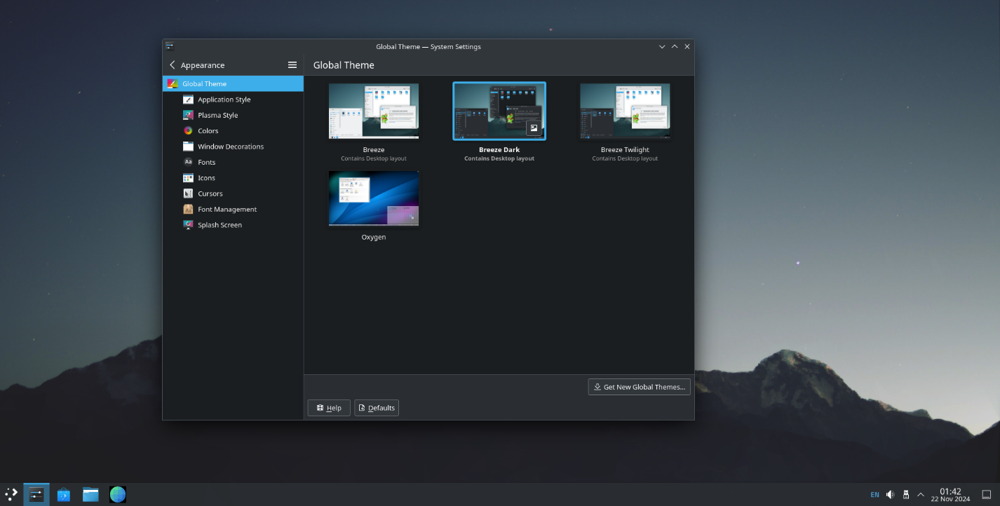 Global Theme — System Settings
Appearance
Global Theme
Global Theme
Application Style
Plasma Style
Colors
Window Decorations
Fonts
Icons
Cursors
Font Management
Splash Screen
Breeze
Contains Desktop layout
Breeze Dark
Contains Desktop layout
Breeze Twilight
Contains Desktop layout
Oxygen
Get New Global Themes...
Help
Defaults
EN
01:42
22 Nov 2024